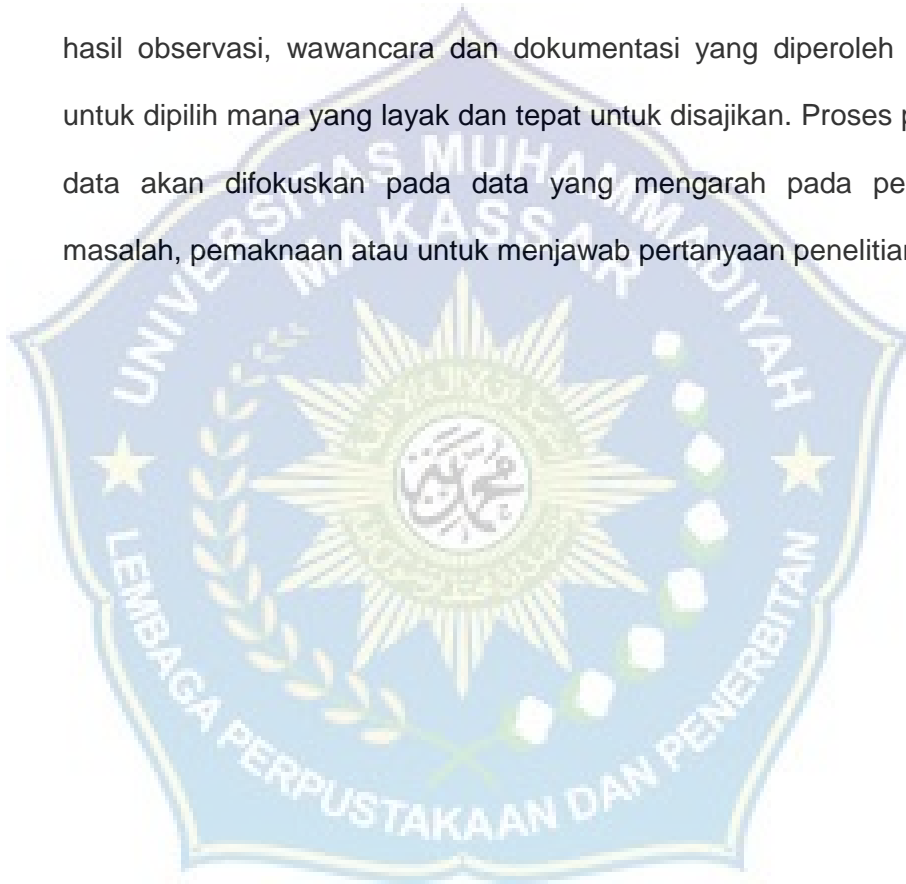 hasil observasi, wawancara dan dokumentasi yang diperoleh
untuk dipilih mana yang layak dan tepat untuk disajikan. Proses
data akan difokuskan pada data yang mengarah pada
masalah, pemaknaan atau untuk menjawab pertanyaan penelitian
UNIVERSITAS MUHAMMADIYAH
MAKASSAR
LEMBAGA PERPUSTAKAAN DAN PENERBITAN